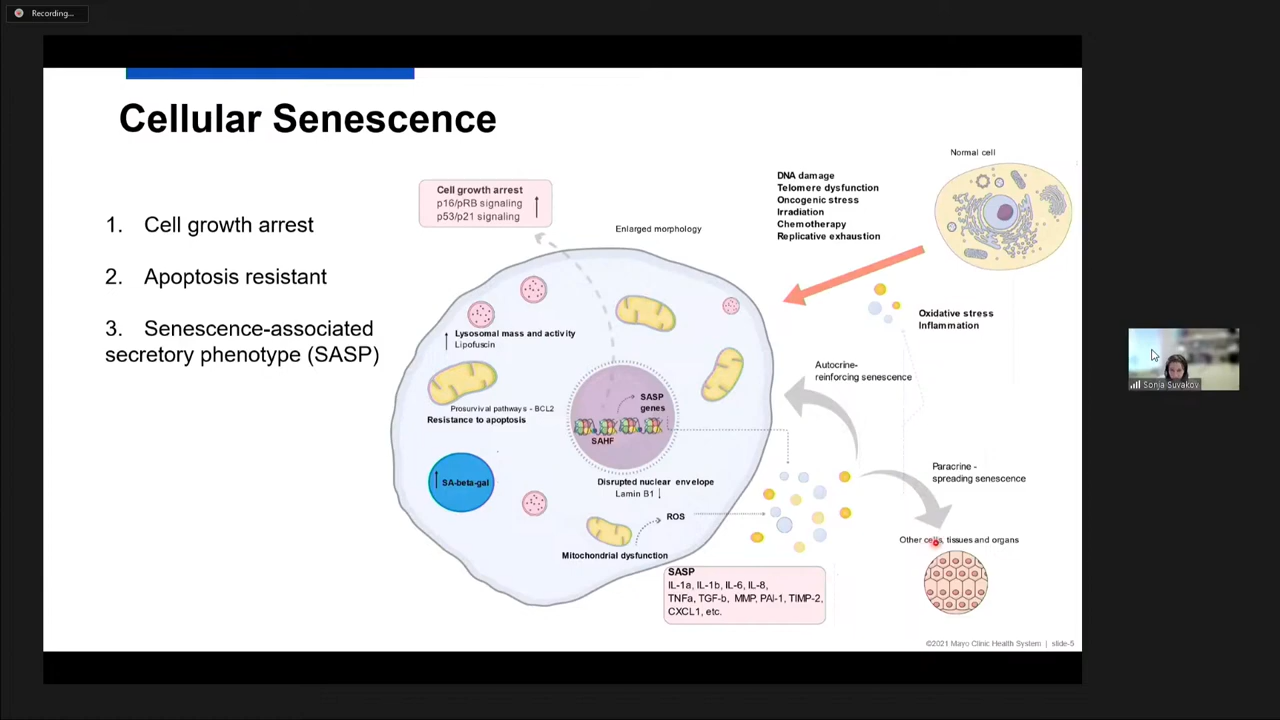 Recording...
Cellular Senescence
1. Cell growth arrest
2. Apoptosis resistant
3. Senescence-associated
secretory phenotype (SASP)
Cell growth arrest
p16/pRB signaling
p53/p21 signaling
Enlarged morphology
DNA damage
Telomere dysfunction
Oncogenic stress
Irradiation
Chemotherapy
Replicative exhaustion
Normal cell
Oxidative stress
Inflammation
Lysosomal mass and activity
Lipofuscin
Autocrine-
reinforcing senescence
Prosurvival pathways - BCL2
Resistance to apoptosis
SASP
genes
SAHF
SA-beta-gal
Disrupted nuclear envelope
Lamin B1
ROS
Mitochondrial dysfunction
Paracrine -
spreading senescence
Other cells, tissues and organs
SASP
IL-1a, IL-1b, IL-6, IL-8,
TNFa, TGF-b, MMP, PAI-1, TIMP-2,
CXCL1, etc.
©2021 Mayo Clinic Health System | slide-5
Sonja Suvakov